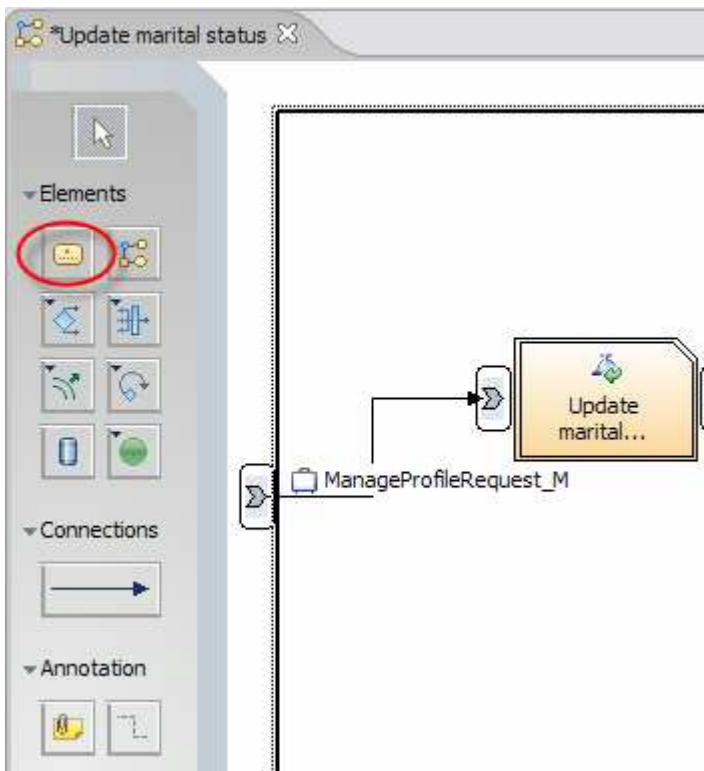 *Update marital status
Elements
Update
marital...
ManageProfileRequest_M
Connections
Annotation